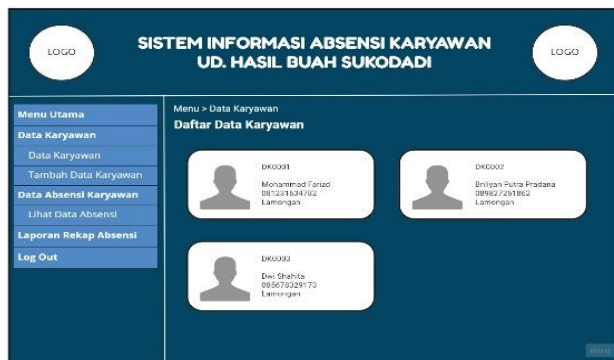 LOGO
SISTEM INFORMASI ABSENSI KARYAWAN
UD. HASIL BUAH SUKODADI
LOGO
Menu Utama
Data Karyawan
Data Karyawan
Tambah Data Karyawan
Data Absensi Karyawan
Lihat Data Absensi
Laporan Rekap Absensi
Log Out
Menu > Data Karyawan
Daftar Data Karyawan
DK0001
Mohammad Farizd
081231634782
Lamongan
DK0002
Brillyan Putra Pradana
089827261862
Lamongan
DK0003
Dwi Shahita
085678329173
Lamongan
miro